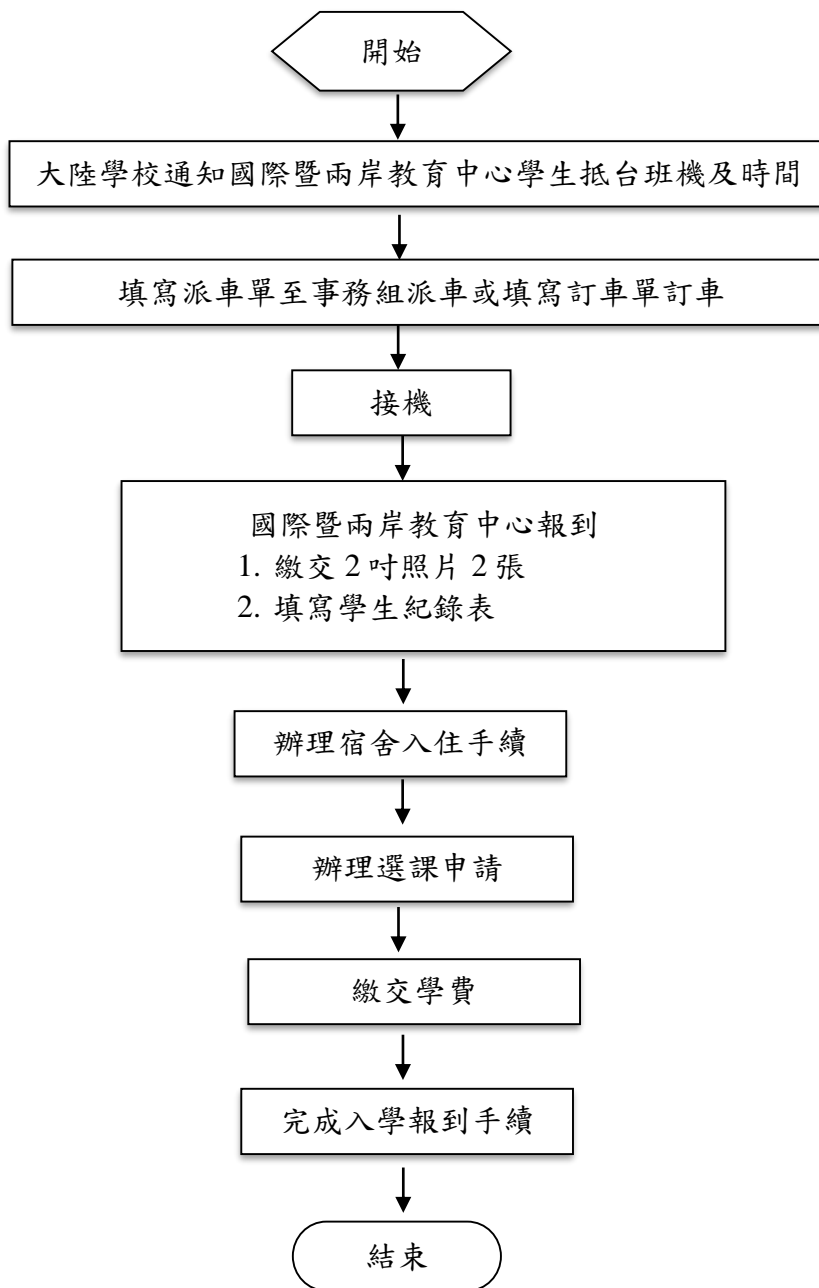 開始
大陸學校通知國際暨兩岸教育中心學生抵台班機及時間
填寫派車單至事務組派車或填寫訂車單訂車
接機
國際暨兩岸教育中心報到
1. 繳交 2 吋照片 2 張
2. 填寫學生紀錄表
辦理宿舍入住手續
辦理選課申請
繳交學費
完成入學報到手續
結束